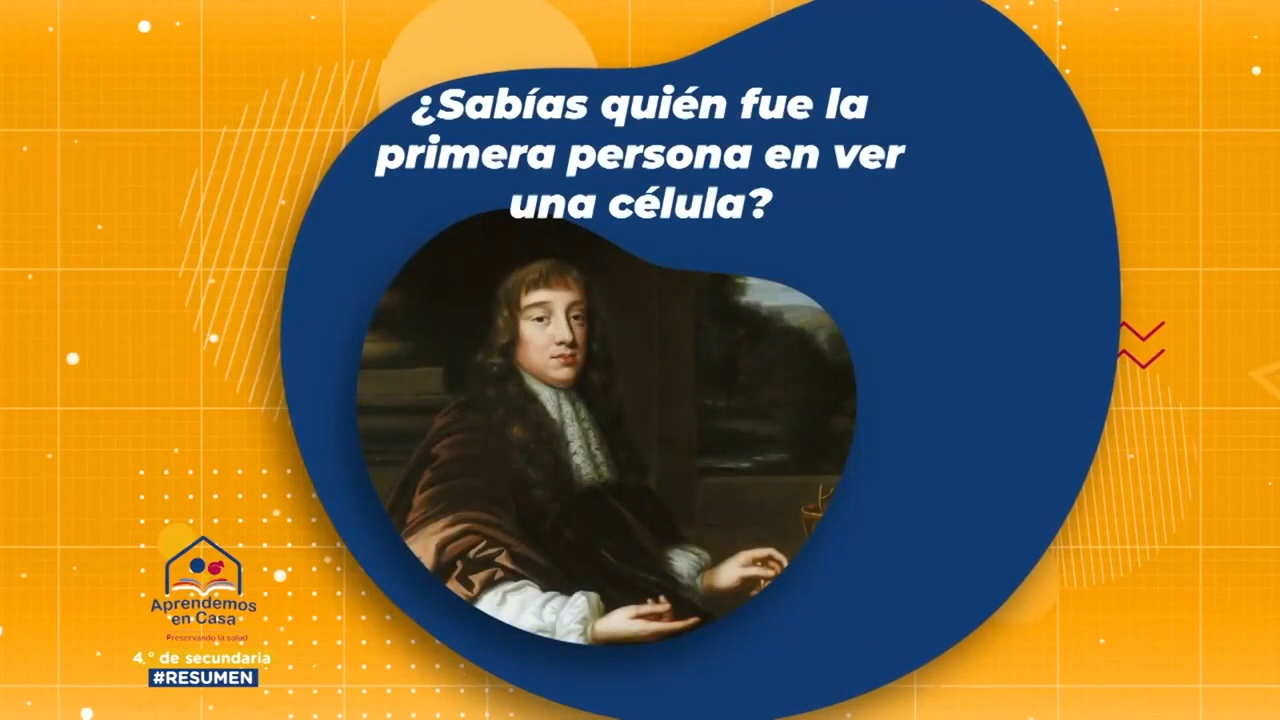 ¿Sabías quién fue la
primera persona en ver
una célula?
Aprendemos
en Casa
Preservando la salud
4.° de secundaria
#RESUMEN